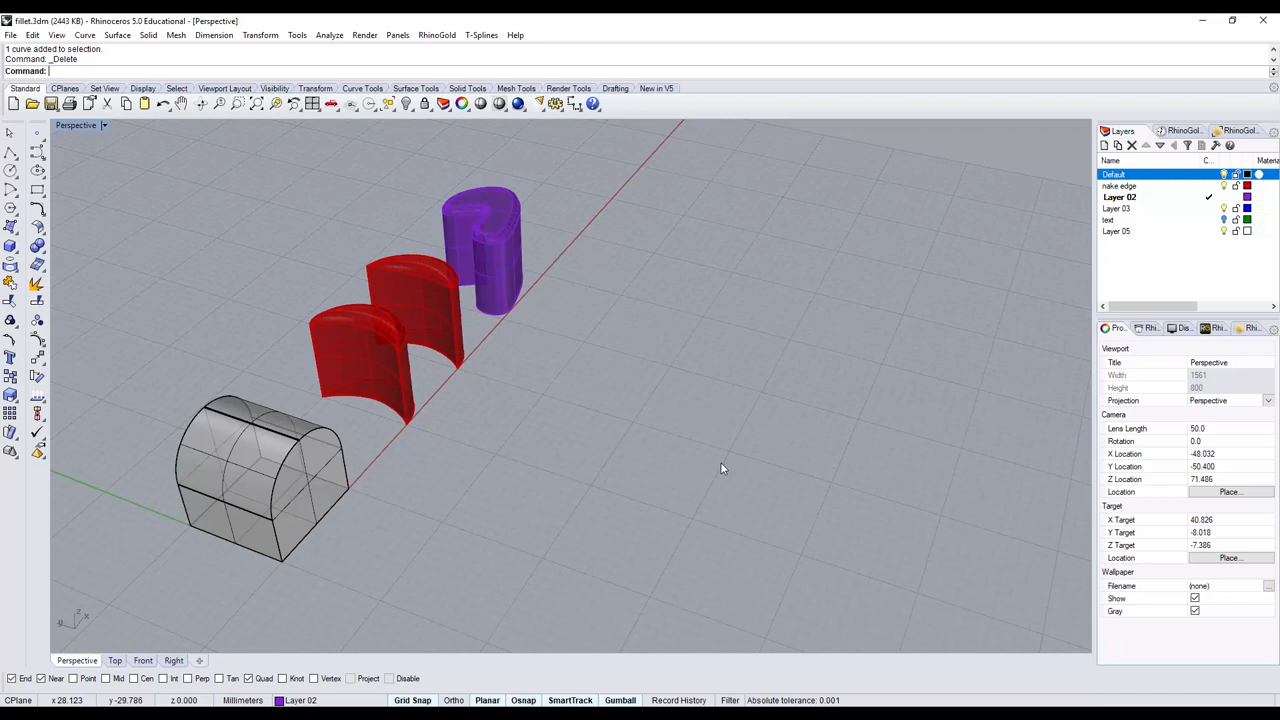 fillet.3dm (2443 KB) - Rhinoceros 5.0 Educational - [Perspective]
File Edit View Curve Surface Solid Mesh Dimension Transform Tools Analyze Render Panels RhinoGold T-Splines Help
1 curve added to selection.
Command: _Delete
Command:
Standard CPlanes Set View Display Select Viewport Layout Visibility Transform Curve Tools Surface Tools Solid Tools Mesh Tools Render Tools Drafting New in V5
Perspective
Layers RhinoGol... RhinoGol...
Name C... Materia
Default
nake edge
Layer 02
Layer 03
text
Layer 05
Pro... Rhi... Dis... Rhi... Rhi...
Viewport
Title Perspective
Width 1561
Height 800
Projection Perspective
Camera
Lens Length 50.0
Rotation 0.0
X Location -48.032
Y Location -50.400
Z Location 71.486
Location Place...
Target
X Target 40.826
Y Target -8.018
Z Target -7.386
Location Place...
Wallpaper
Filename (none) ...
Show
Gray
z
x
Perspective Top Front Right
End Near Point Mid Cen Int Perp Tan Quad Knot Vertex Project Disable
CPlane x 28.123 y -29.786 z 0.000 Millimeters Layer 02 Grid Snap Ortho Planar Osnap SmartTrack Gumball Record History Filter Absolute tolerance: 0.001